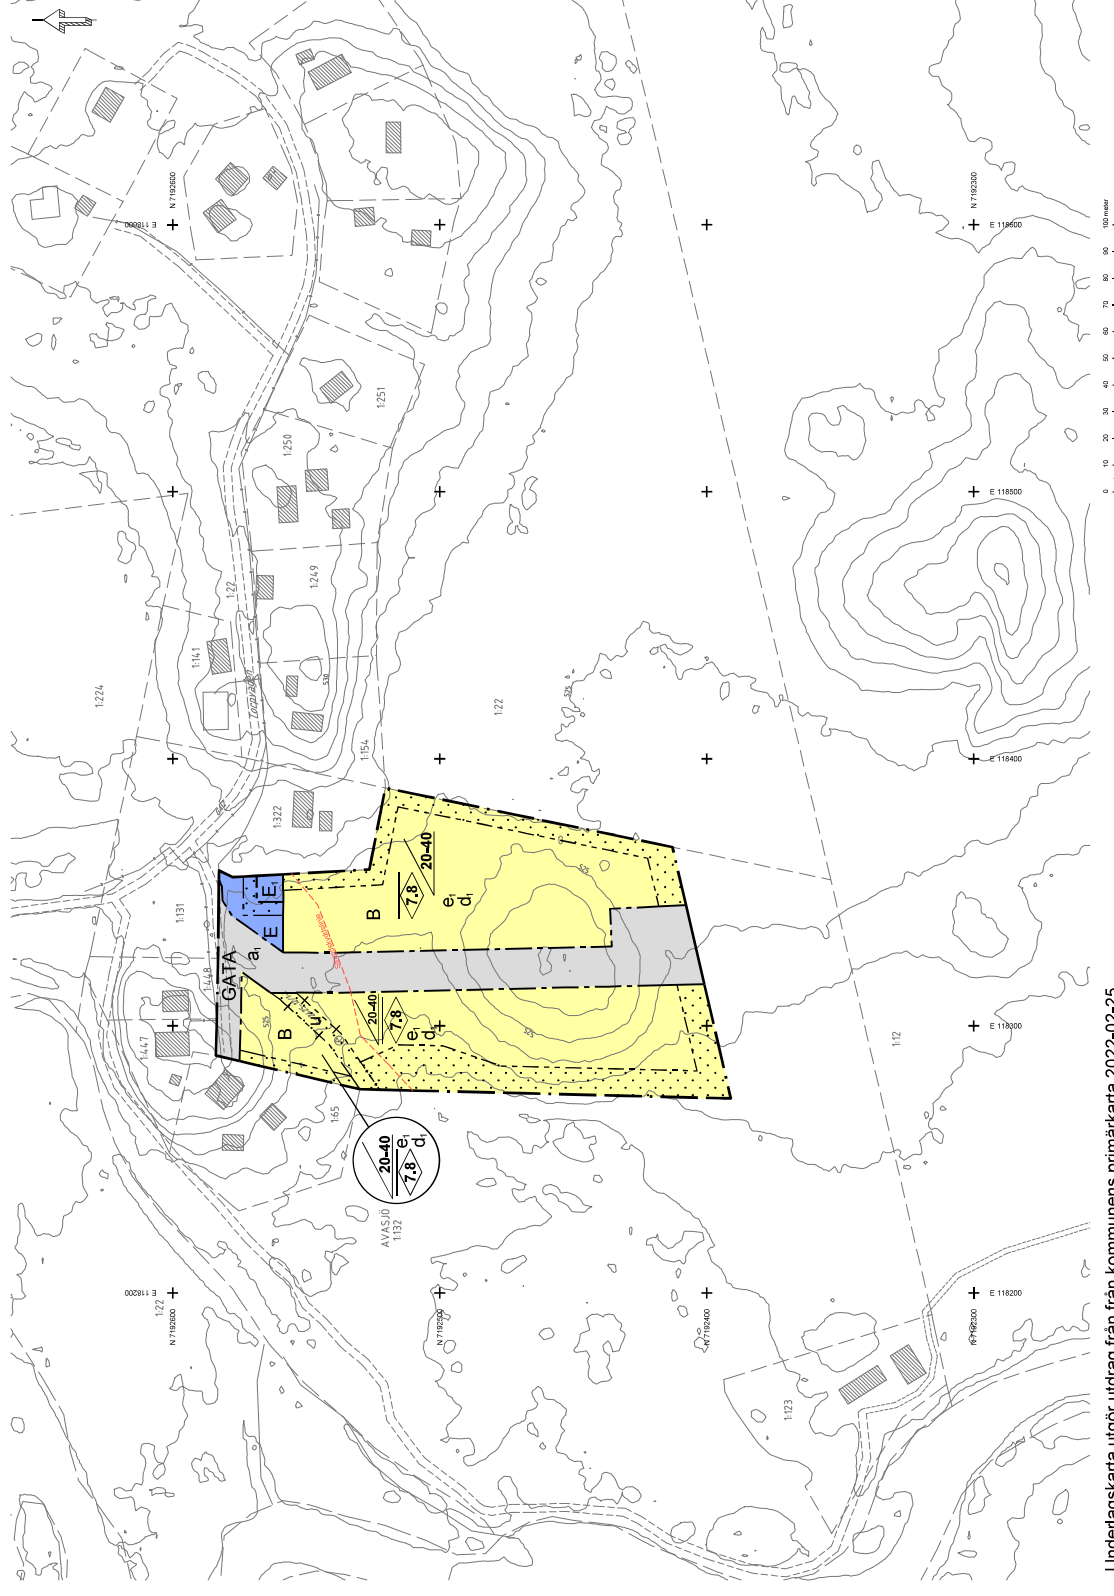 N 7192600
E 118600
N 7192300
E 118600
100 meter
90
80
70
60
50
40
30
20
10
0
1:251
1:250
E 118500
1:249
1:22
1:141
530
Torpvägen
1:224
1:22
525
1:154
E 118400
1:322
GATA
a1
E
E1
1:131
1:448
B
7.8
20-40
e1
d1
525
B
u
20-40
7.8
e1
d1
525
525
1:447
E 118300
1:12
1:65
20-40
7.8
e1
d1
AVASJÖ
1:132
E 118200
1:22
N 7192600
N 7192500
N 7192400
N 7192300
E 118200
1:123
Underlagskarta utgör utdrag från från kommunens primärkarta 2022-02-25